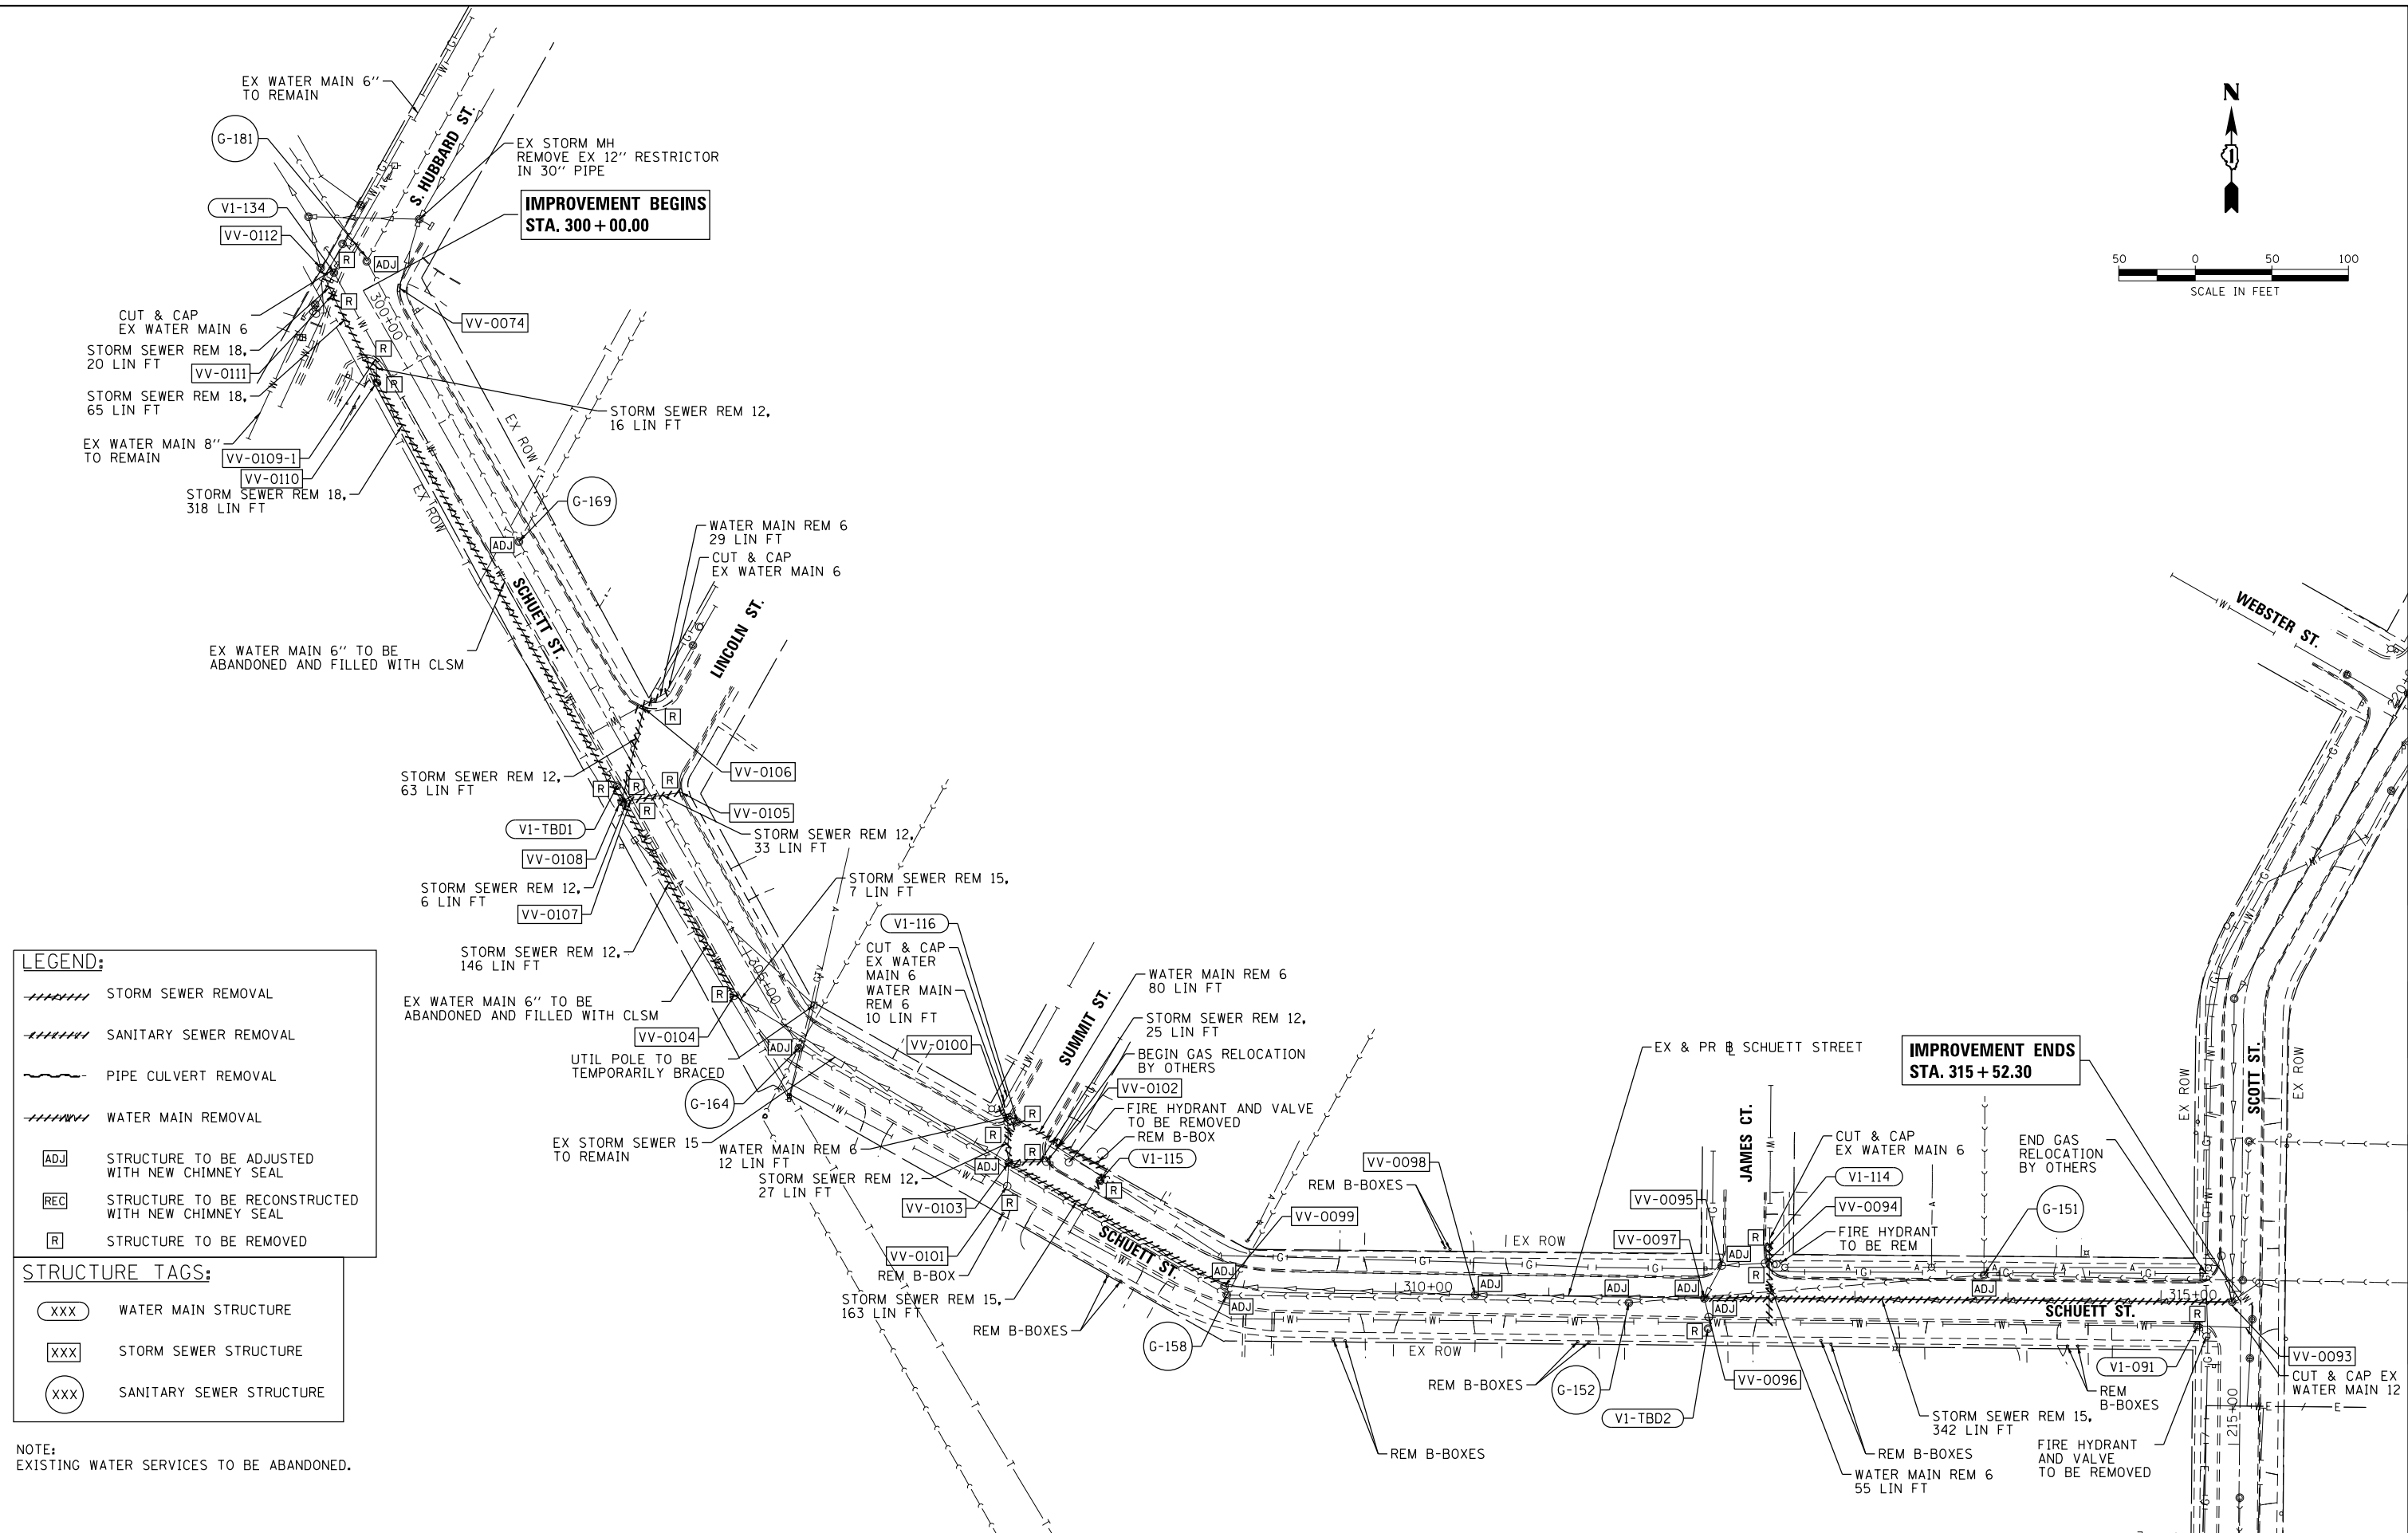 EX WATER MAIN 6''
TO REMAIN
G-181
S. HUBBARD ST.
EX STORM MH
REMOVE EX 12'' RESTRICTOR
IN 30'' PIPE
V1-134
VV-0112
IMPROVEMENT BEGINS
STA. 300+00.00
R
ADJ
R
300+00
VV-0074
CUT & CAP
EX WATER MAIN 6
STORM SEWER REM 18,
20 LIN FT
VV-0111
STORM SEWER REM 18,
65 LIN FT
R
R
EX WATER MAIN 8''
TO REMAIN
VV-0109-1
VV-0110
STORM SEWER REM 18,
318 LIN FT
STORM SEWER REM 12,
16 LIN FT
EX ROW
EX ROW
G-169
ADJ
SCHUETT ST.
WATER MAIN REM 6
29 LIN FT
CUT & CAP
EX WATER MAIN 6
LINCOLN ST.
EX WATER MAIN 6'' TO BE
ABANDONED AND FILLED WITH CLSM
R
STORM SEWER REM 12,
63 LIN FT
VV-0106
R
R
R
R
VV-0105
V1-TBD1
VV-0108
STORM SEWER REM 12,
33 LIN FT
STORM SEWER REM 12,
6 LIN FT
VV-0107
STORM SEWER REM 15,
7 LIN FT
STORM SEWER REM 12,
146 LIN FT
305+00
R
EX WATER MAIN 6'' TO BE
ABANDONED AND FILLED WITH CLSM
VV-0104
UTIL POLE TO BE
TEMPORARILY BRACED
ADJ
G-164
V1-116
CUT & CAP
EX WATER
MAIN 6
WATER MAIN
REM 6
10 LIN FT
VV-0100
SUMMIT ST.
WATER MAIN REM 6
80 LIN FT
STORM SEWER REM 12,
25 LIN FT
BEGIN GAS RELOCATION
BY OTHERS
VV-0102
FIRE HYDRANT AND VALVE
TO BE REMOVED
REM B-BOX
V1-115
R
R
R
R
R
ADJ
EX STORM SEWER 15
TO REMAIN
WATER MAIN REM 6
12 LIN FT
STORM SEWER REM 12,
27 LIN FT
VV-0103
VV-0101
REM B-BOX
STORM SEWER REM 15,
163 LIN FT
SCHUETT ST.
REM B-BOXES
VV-0098
REM B-BOXES
VV-0099
ADJ
ADJ
G-158
EX ROW
310+00
ADJ
EX ROW
EX & PR ℄ SCHUETT STREET
JAMES CT.
VV-0095
VV-0097
ADJ
ADJ
ADJ
ADJ
R
R
R
CUT & CAP
EX WATER MAIN 6
V1-114
VV-0094
FIRE HYDRANT
TO BE REM
REM B-BOXES
G-152
VV-0096
V1-TBD2
REM B-BOXES
IMPROVEMENT ENDS
STA. 315+52.30
END GAS
RELOCATION
BY OTHERS
G-151
ADJ
315+00
SCHUETT ST.
R
V1-091
REM
B-BOXES
STORM SEWER REM 15,
342 LIN FT
REM B-BOXES
WATER MAIN REM 6
55 LIN FT
FIRE HYDRANT
AND VALVE
TO BE REMOVED
VV-0093
CUT & CAP EX
WATER MAIN 12
215+00
EX ROW
SCOTT ST.
EX ROW
WEBSTER ST.
N
50 0 50 100
SCALE IN FEET
LEGEND:
STORM SEWER REMOVAL
SANITARY SEWER REMOVAL
PIPE CULVERT REMOVAL
WATER MAIN REMOVAL
ADJ STRUCTURE TO BE ADJUSTED
WITH NEW CHIMNEY SEAL
REC STRUCTURE TO BE RECONSTRUCTED
WITH NEW CHIMNEY SEAL
R STRUCTURE TO BE REMOVED
STRUCTURE TAGS:
XXX WATER MAIN STRUCTURE
XXX STORM SEWER STRUCTURE
XXX SANITARY SEWER STRUCTURE
NOTE:
EXISTING WATER SERVICES TO BE ABANDONED.